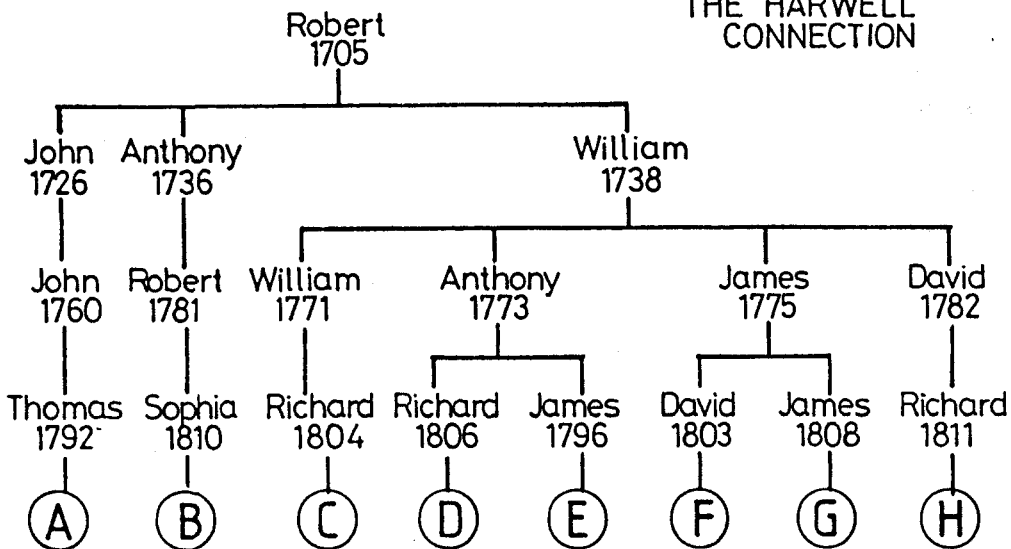 THE HARWELL
CONNECTION
Robert
1705
John Anthony William
1726 1736 1738
John Robert William Anthony James David
1760 1781 1771 1773 1775 1782
Thomas Sophia Richard Richard James David James Richard
1792 1810 1804 1806 1796 1803 1808 1811
A B C D E F G H